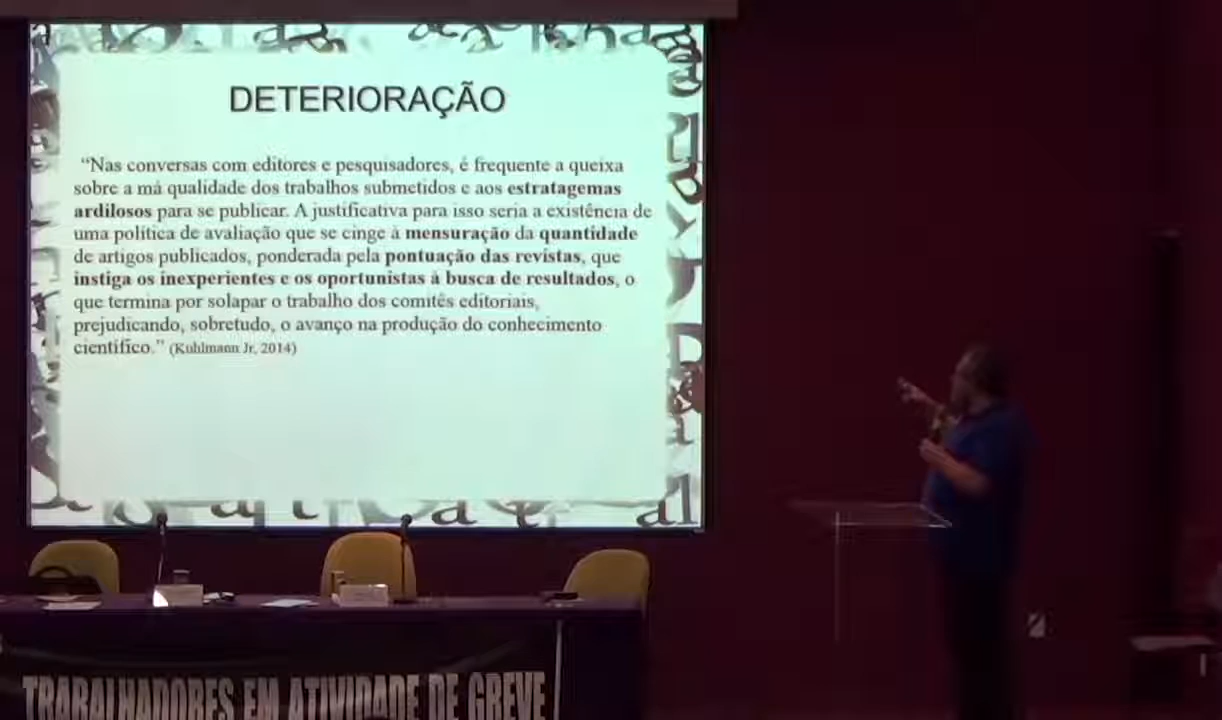 DETERIORAÇÃO
“Nas conversas com editores e pesquisadores, é frequente a queixa
sobre a má qualidade dos trabalhos submetidos e aos estratagemas
ardilosos para se publicar. A justificativa para isso seria a existência de
uma política de avaliação que se cinge à mensuração da quantidade
de artigos publicados, ponderada pela pontuação das revistas, que
instiga os inexperientes e os oportunistas à busca de resultados, o
que termina por solapar o trabalho dos comitês editoriais,
prejudicando, sobretudo, o avanço na produção do conhecimento
científico.” (Kuhlmann Jr, 2014)
TRABALHADORES EM ATIVIDADE DE GREVE